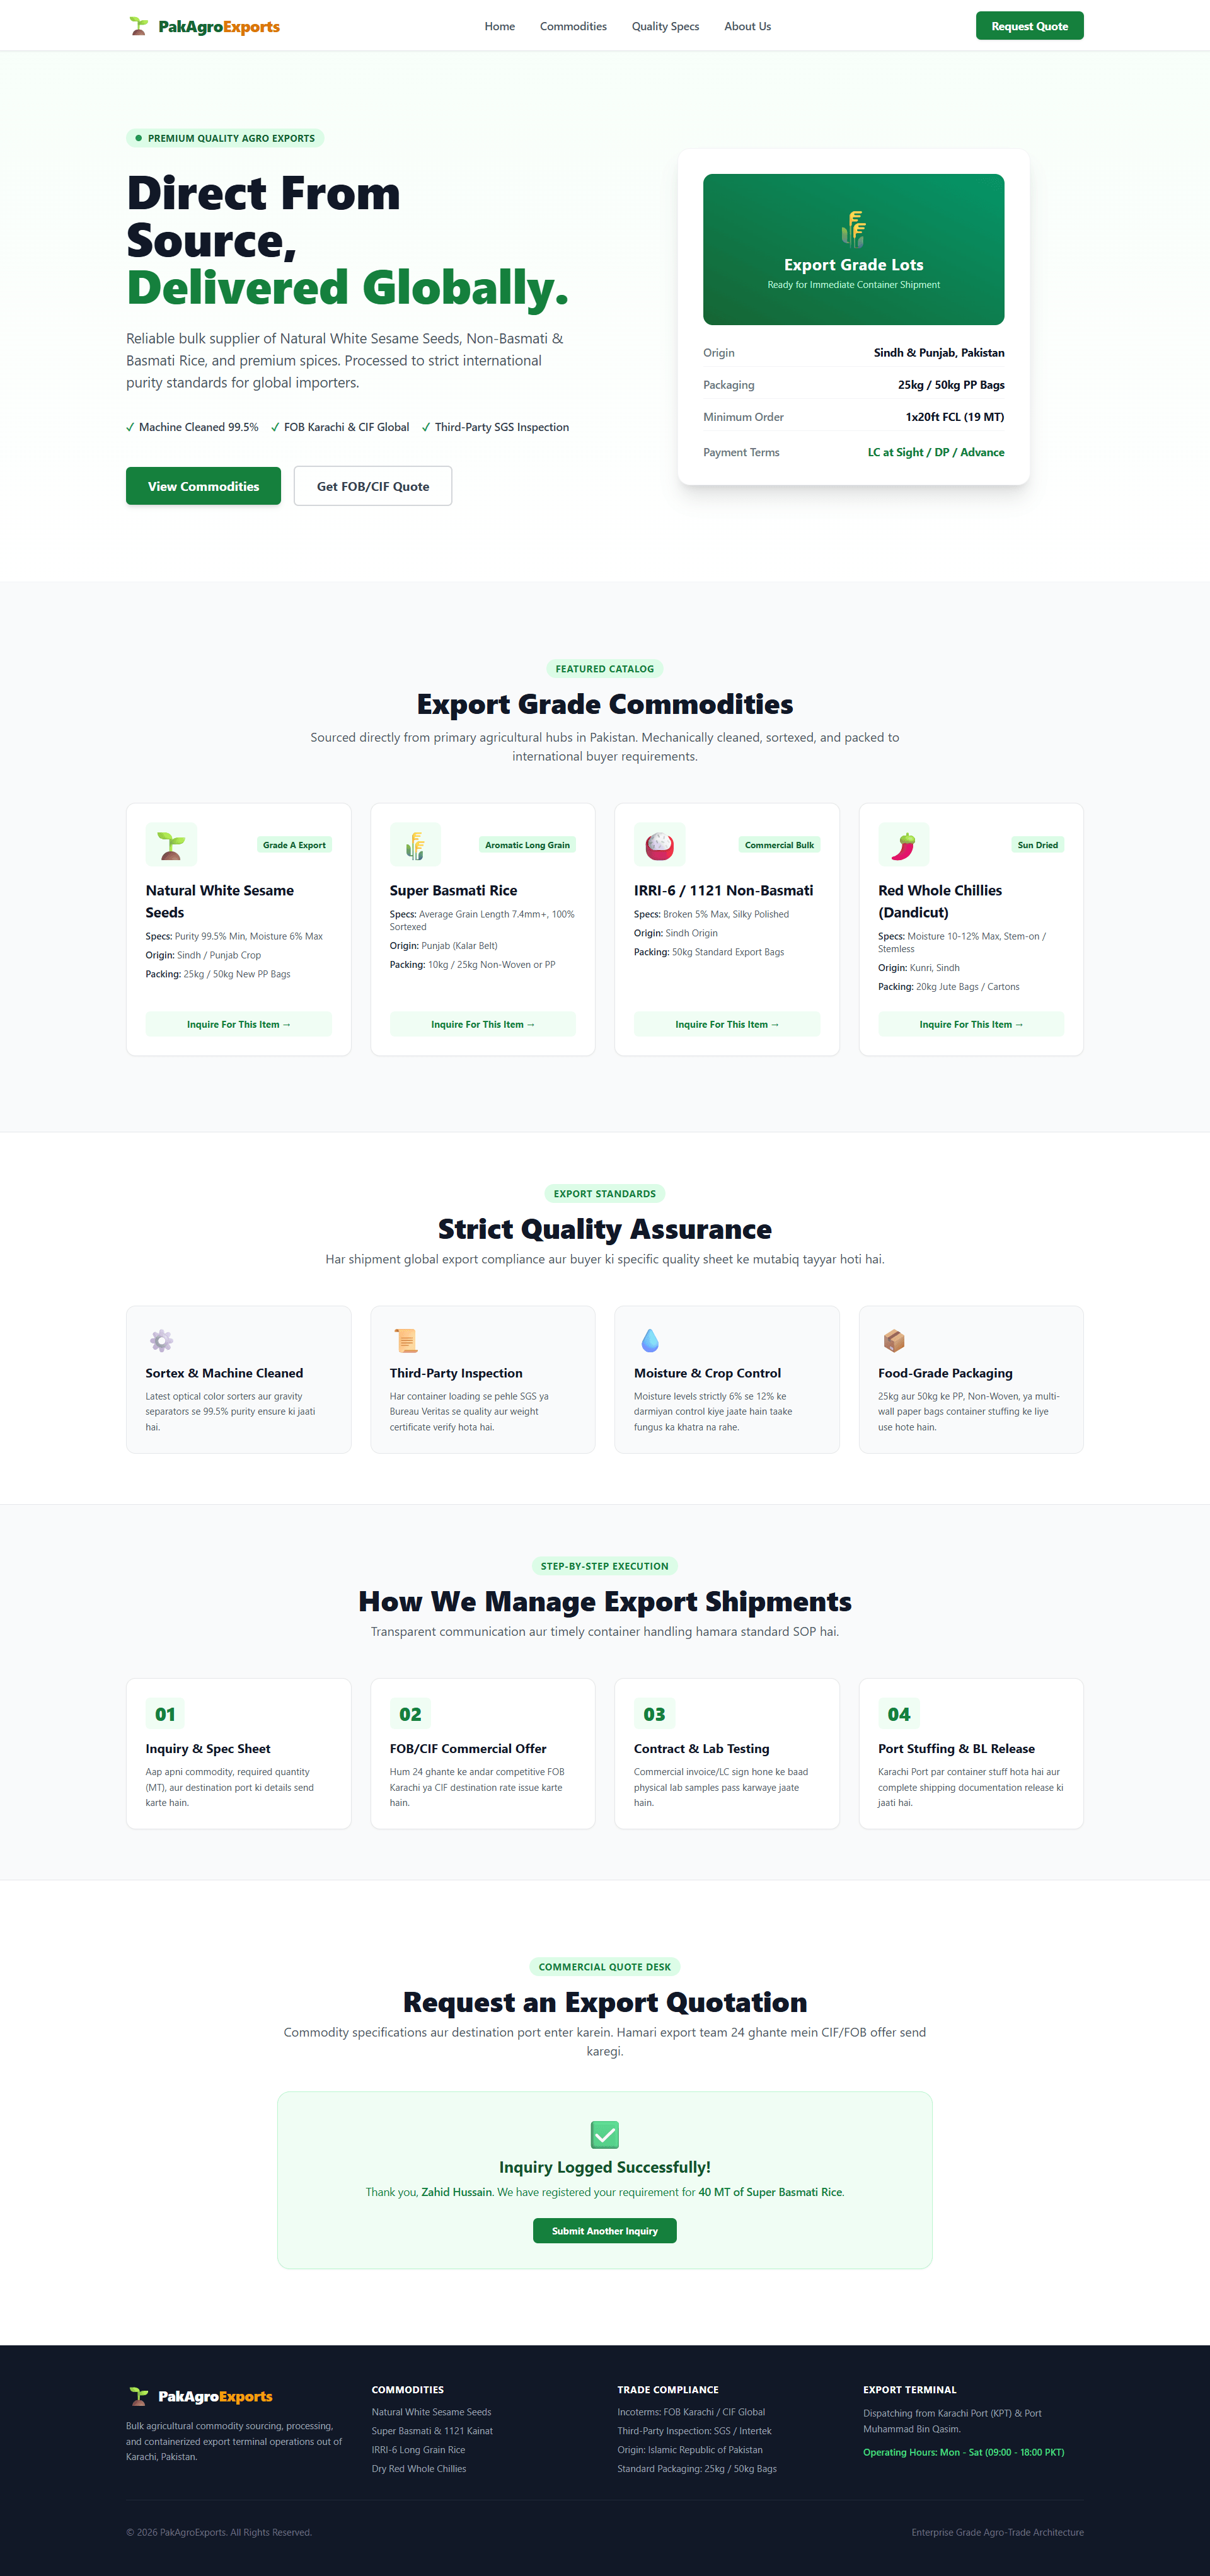 PakAgroExports
Home
Commodities
Quality Specs
About Us
Request Quote
PREMIUM QUALITY AGRO EXPORTS
Direct From
Source,
Delivered Globally.
Reliable bulk supplier of Natural White Sesame Seeds, Non-Basmati &
Basmati Rice, and premium spices. Processed to strict international
purity standards for global importers.
✓ Machine Cleaned 99.5%
✓ FOB Karachi & CIF Global
✓ Third-Party SGS Inspection
View Commodities
Get FOB/CIF Quote
Export Grade Lots
Ready for Immediate Container Shipment
Origin
Sindh & Punjab, Pakistan
Packaging
25kg / 50kg PP Bags
Minimum Order
1x20ft FCL (19 MT)
Payment Terms
LC at Sight / DP / Advance
FEATURED CATALOG
Export Grade Commodities
Sourced directly from primary agricultural hubs in Pakistan. Mechanically cleaned, sortexed, and packed to
international buyer requirements.
Grade A Export
Natural White Sesame
Seeds
Specs: Purity 99.5% Min, Moisture 6% Max
Origin: Sindh / Punjab Crop
Packing: 25kg / 50kg New PP Bags
Inquire For This Item →
Aromatic Long Grain
Super Basmati Rice
Specs: Average Grain Length 7.4mm+, 100%
Sortexed
Origin: Punjab (Kalar Belt)
Packing: 10kg / 25kg Non-Woven or PP
Inquire For This Item →
Commercial Bulk
IRRI-6 / 1121 Non-Basmati
Specs: Broken 5% Max, Silky Polished
Origin: Sindh Origin
Packing: 50kg Standard Export Bags
Inquire For This Item →
Sun Dried
Red Whole Chillies
(Dandicut)
Specs: Moisture 10-12% Max, Stem-on /
Stemless
Origin: Kunri, Sindh
Packing: 20kg Jute Bags / Cartons
Inquire For This Item →
EXPORT STANDARDS
Strict Quality Assurance
Har shipment global export compliance aur buyer ki specific quality sheet ke mutabiq tayyar hoti hai.
Sortex & Machine Cleaned
Latest optical color sorters aur gravity
separators se 99.5% purity ensure ki jaati
hai.
Third-Party Inspection
Har container loading se pehle SGS ya
Bureau Veritas se quality aur weight
certificate verify hota hai.
Moisture & Crop Control
Moisture levels strictly 6% se 12% ke
darmiyan control kiye jaate hain taake
fungus ka khatra na rahe.
Food-Grade Packaging
25kg aur 50kg ke PP, Non-Woven, ya multi-
wall paper bags container stuffing ke liye
use hote hain.
STEP-BY-STEP EXECUTION
How We Manage Export Shipments
Transparent communication aur timely container handling hamara standard SOP hai.
01
Inquiry & Spec Sheet
Aap apni commodity, required quantity
(MT), aur destination port ki details send
karte hain.
02
FOB/CIF Commercial Offer
Hum 24 ghante ke andar competitive FOB
Karachi ya CIF destination rate issue karte
hain.
03
Contract & Lab Testing
Commercial invoice/LC sign hone ke baad
physical lab samples pass karwaye jaate
hain.
04
Port Stuffing & BL Release
Karachi Port par container stuff hota hai aur
complete shipping documentation release ki
jaati hai.
COMMERCIAL QUOTE DESK
Request an Export Quotation
Commodity specifications aur destination port enter karein. Hamari export team 24 ghante mein CIF/FOB offer send
karegi.
Inquiry Logged Successfully!
Thank you, Zahid Hussain. We have registered your requirement for 40 MT of Super Basmati Rice.
Submit Another Inquiry
PakAgroExports
Bulk agricultural commodity sourcing, processing,
and containerized export terminal operations out of
Karachi, Pakistan.
COMMODITIES
Natural White Sesame Seeds
Super Basmati & 1121 Kainat
IRRI-6 Long Grain Rice
Dry Red Whole Chillies
TRADE COMPLIANCE
Incoterms: FOB Karachi / CIF Global
Third-Party Inspection: SGS / Intertek
Origin: Islamic Republic of Pakistan
Standard Packaging: 25kg / 50kg Bags
EXPORT TERMINAL
Dispatching from Karachi Port (KPT) & Port
Muhammad Bin Qasim.
Operating Hours: Mon - Sat (09:00 - 18:00 PKT)
© 2026 PakAgroExports. All Rights Reserved.
Enterprise Grade Agro-Trade Architecture